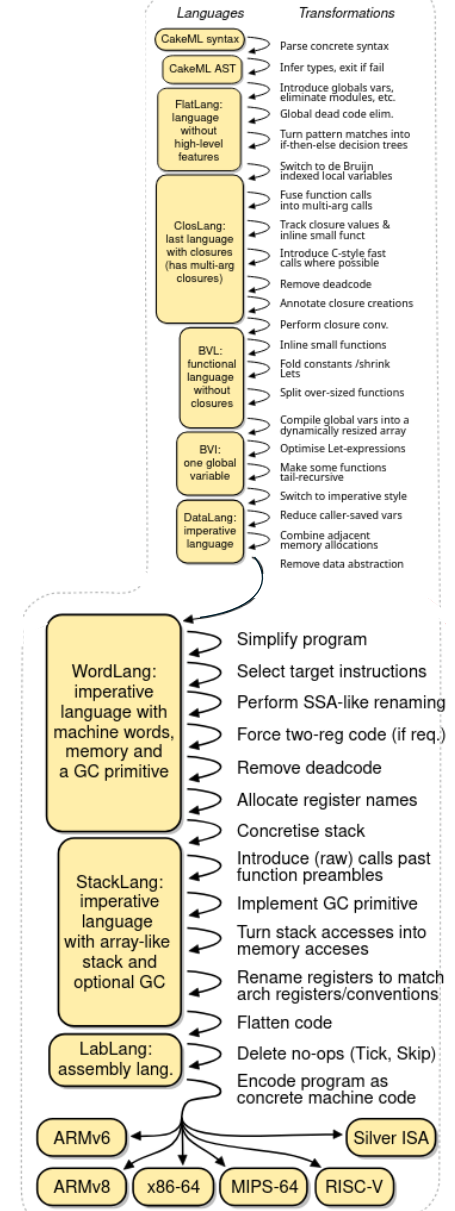 Languages
Transformations
CakeML syntax
Parse concrete syntax
CakeML AST
Infer types, exit if fail
Introduce globals vars,
eliminate modules, etc.
FlatLang:
language
without
high-level
features
Global dead code elim.
Turn pattern matches into
if-then-else decision trees
Switch to de Bruijn
indexed local variables
ClosLang:
last language
with closures
(has multi-arg
closures)
Fuse function calls
into multi-arg calls
Track closure values &
inline small funct
Introduce C-style fast
calls where possible
Remove deadcode
Annotate closure creations
Perform closure conv.
BVL:
functional
language
without
closures
Inline small functions
Fold constants /shrink
Lets
Split over-sized functions
Compile global vars into a
dynamically resized array
BVI:
one global
variable
Optimise Let-expressions
Make some functions
tail-recursive
Switch to imperative style
DataLang:
imperative
language
Reduce caller-saved vars
Combine adjacent
memory allocations
Remove data abstraction
WordLang:
imperative
language with
machine words,
memory and
a GC primitive
Simplify program
Select target instructions
Perform SSA-like renaming
Force two-reg code (if req.)
Remove deadcode
Allocate register names
Concretise stack
StackLang:
imperative
language
with array-like
stack and
optional GC
Introduce (raw) calls past
function preambles
Implement GC primitive
Turn stack accesses into
memory acceses
Rename registers to match
arch registers/conventions
Flatten code
LabLang:
assembly lang.
Delete no-ops (Tick, Skip)
Encode program as
concrete machine code
ARMv6
Silver ISA
ARMv8
x86-64
MIPS-64
RISC-V